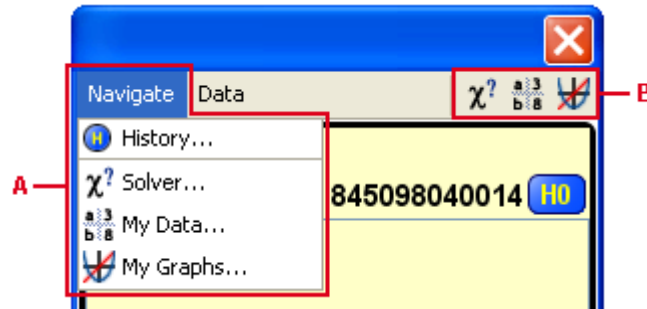 Navigate Data χ? a 3 b 8
B
H History...
A
χ? Solver...
845098040014 H0
a 3 b 8 My Data...
My Graphs...